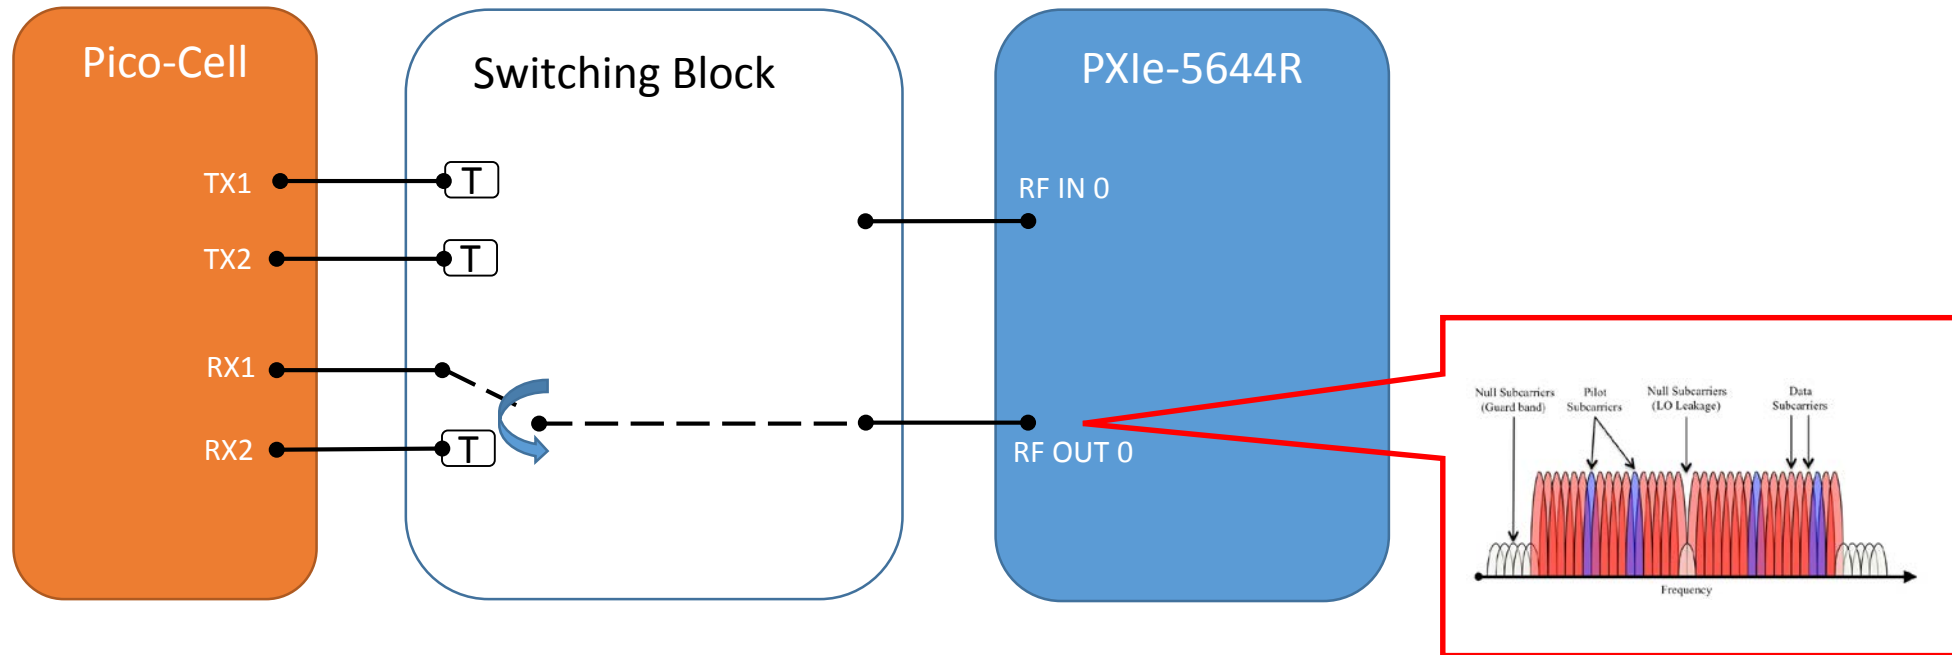 Pico-Cell
Switching Block
PXIe-5644R
TX1
T
RF IN 0
TX2
T
RX1
RX2
T
RF OUT 0
Null Subcarriers
(Guard band)
Pilot
Subcarriers
Null Subcarriers
(LO Leakage)
Data
Subcarriers
Frequency